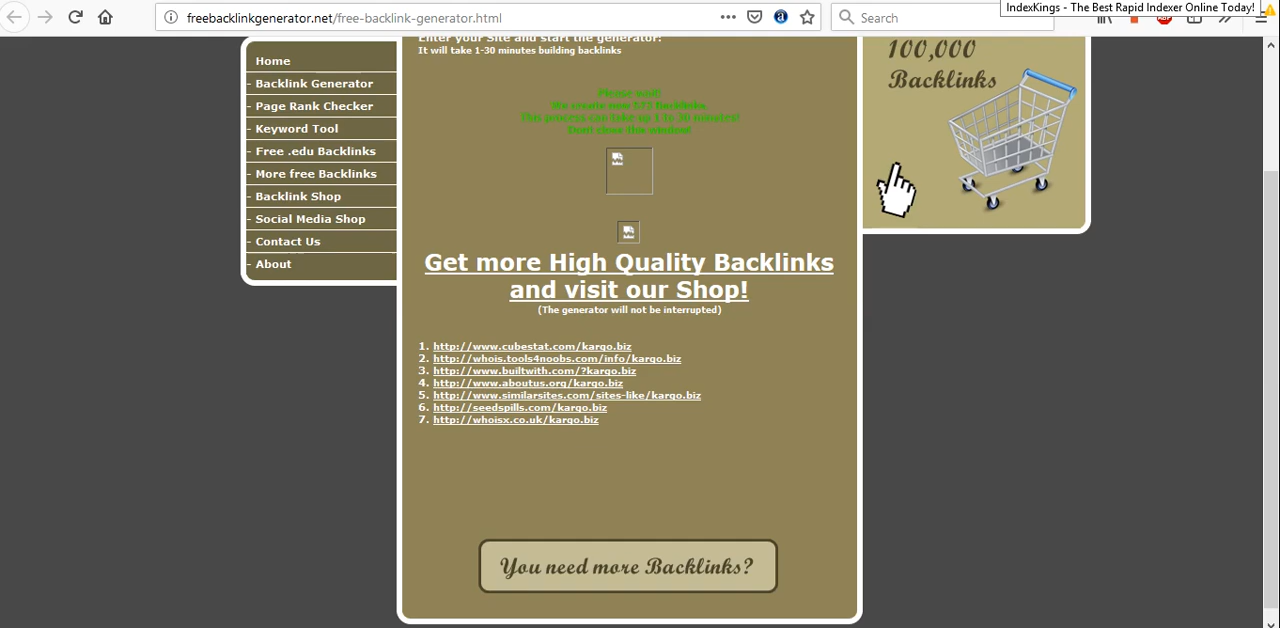 freebacklinkgenerator.net/free-backlink-generator.html
Search
IndexKings - The Best Rapid Indexer Online Today!
Home
- Backlink Generator
- Page Rank Checker
- Keyword Tool
- Free .edu Backlinks
- More free Backlinks
- Backlink Shop
- Social Media Shop
- Contact Us
- About
Enter your Site and start the generator:
It will take 1-30 minutes building backlinks
Please wait!
We create now 572 Backlinks.
This process can take up 1 to 30 minutes!
Dont close this window!
Get more High Quality Backlinks
and visit our Shop!
(The generator will not be interrupted)
1. http://www.cubestat.com/kargo.biz
2. http://whois.tools4noobs.com/info/kargo.biz
3. http://www.builtwith.com/?kargo.biz
4. http://www.aboutus.org/kargo.biz
5. http://www.similarsites.com/sites-like/kargo.biz
6. http://seedspills.com/kargo.biz
7. http://whoisx.co.uk/kargo.biz
You need more Backlinks?
100,000
Backlinks